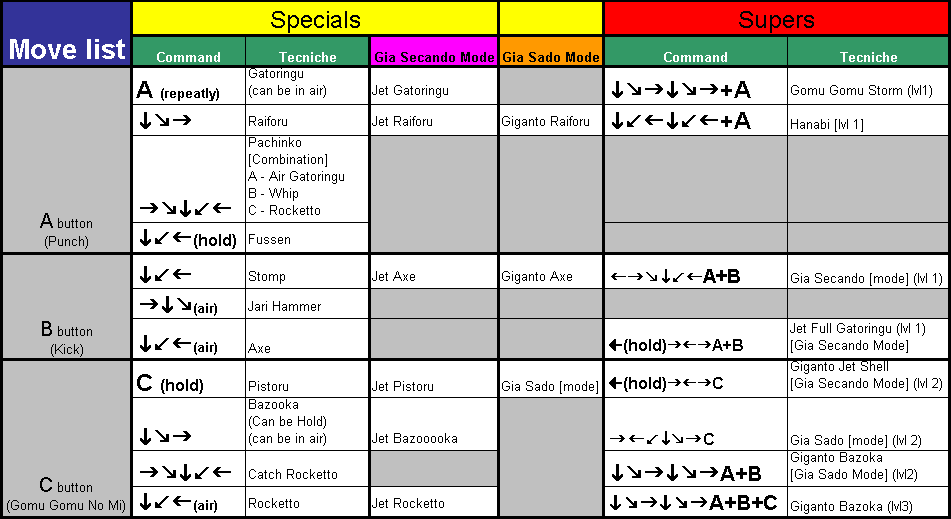 Specials
Supers
Move list
Command
Tecniche
Gia Secando Mode
Gia Sado Mode
Command
Tecniche
A button
(Punch)
A (repeatly)
Gatoringu
(can be in air)
Jet Gatoringu
↓↘→↓↘→+A
Gomu Gomu Storm (lvl1)
↓↘→
Raiforu
Jet Raiforu
Giganto Raiforu
↓↙←↓↙←+A
Hanabi [lvl 1]
→↘↓↙←
Pachinko
[Combination]
A - Air Gatoringu
B - Whip
C - Rocketto
↓↙←(hold)
Fussen
B button
(Kick)
↓↙←
Stomp
Jet Axe
Giganto Axe
←→↘↓↙←A+B
Gia Secando [mode] (lvl 1)
→↓↘(air)
Jari Hammer
↓↙←(air)
Axe
←(hold)→←→A+B
Jet Full Gatoringu (lvl 1)
[Gia Secando Mode]
C button
(Gomu Gomu No Mi)
C (hold)
Pistoru
Jet Pistoru
Gia Sado [mode]
←(hold)→←→C
Giganto Jet Shell
[Gia Secando Mode] (lvl 2)
↓↘→
Bazooka
(Can be Hold)
(can be in air)
Jet Bazooooka
→←↙↓↘→C
Gia Sado [mode] (lvl 2)
→↘↓↙←
Catch Rocketto
↓↘→↓↘→A+B
Giganto Bazoka
[Gia Sado Mode] (lvl2)
↓↙←(air)
Rocketto
Jet Rocketto
↓↘→↓↘→A+B+C
Giganto Bazoka (lvl3)